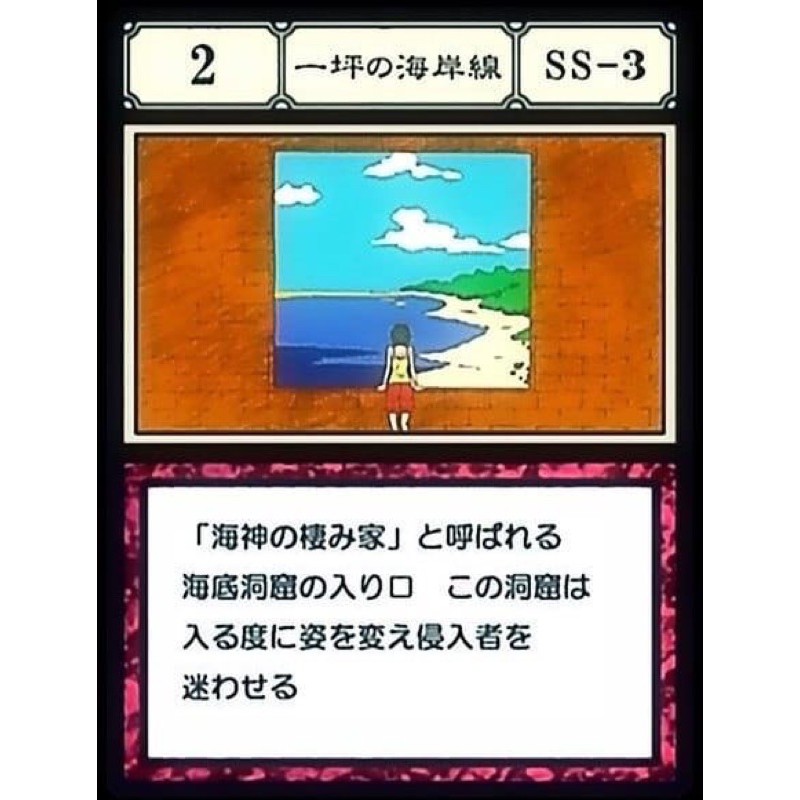 2
一坪の海岸線
SS-3
「海神の棲み家」と呼ばれる
海底洞窟の入り口　この洞窟は
入る度に姿を変え侵入者を
迷わせる